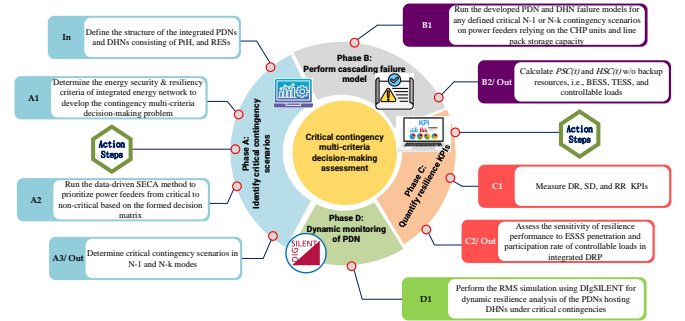 In
Define the structure of the integrated PDNs
and DHNs consisting of PtH, and RESs
A1
Determine the energy security & resiliency
criteria of integrated energy network to
develop the contingency multi-criteria
decision-making problem
Action
Steps
A2
Run the data-driven SECA method to
prioritize power feeders from critical to
non-critical based on the formed decision
matrix
A3/ Out
Determine critical contingency scenarios in
N-1 and N-k modes
Phase A:
Identify critical contingency
scenarios
Phase B:
Perform cascading failure
model
Critical contingency
multi-criteria
decision-making
assessment
KPI
Phase C:
Quantify resilience KPIs
Phase D:
Dynamic monitoring
of PDN
DIG
SILENT
B1
Run the developed PDN and DHN failure models for
any defined critical N-1 or N-k contingency scenarios
on power feeders relying on the CHP units and line
pack storage capacity
B2/ Out
Calculate PSC(t) and HSC(t) w/o backup
resources, i.e., BESS, TESS, and
controllable loads
Action
Steps
C1
Measure DR, SD, and RR KPIs
C2/ Out
Assess the sensitivity of resilience
performance to ESSS penetration and
participation rate of controllable loads in
integrated DRP
D1
Perform the RMS simulation using DIgSILENT for
dynamic resilience analysis of the PDNs hosting
DHNs under critical contingencies